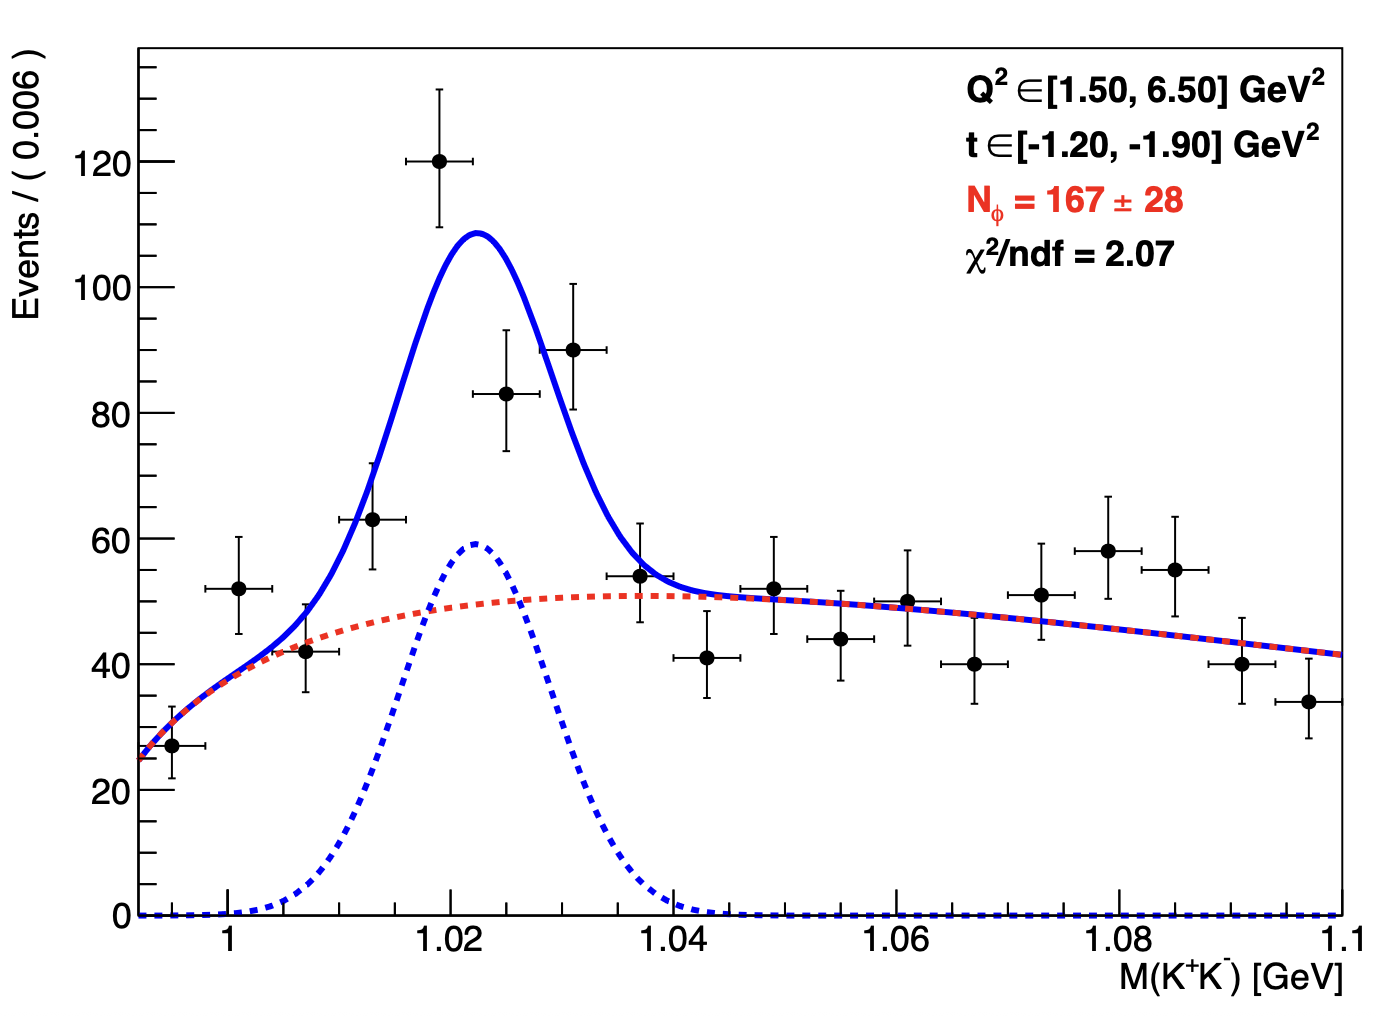 Events / ( 0.006 )
Q² ∈[1.50, 6.50] GeV²
t ∈[-1.20, -1.90] GeV²
N_ϕ = 167 ± 28
χ²/ndf = 2.07
120
100
80
60
40
20
0
1 1.02 1.04 1.06 1.08 1.1
M(K⁺K⁻) [GeV]